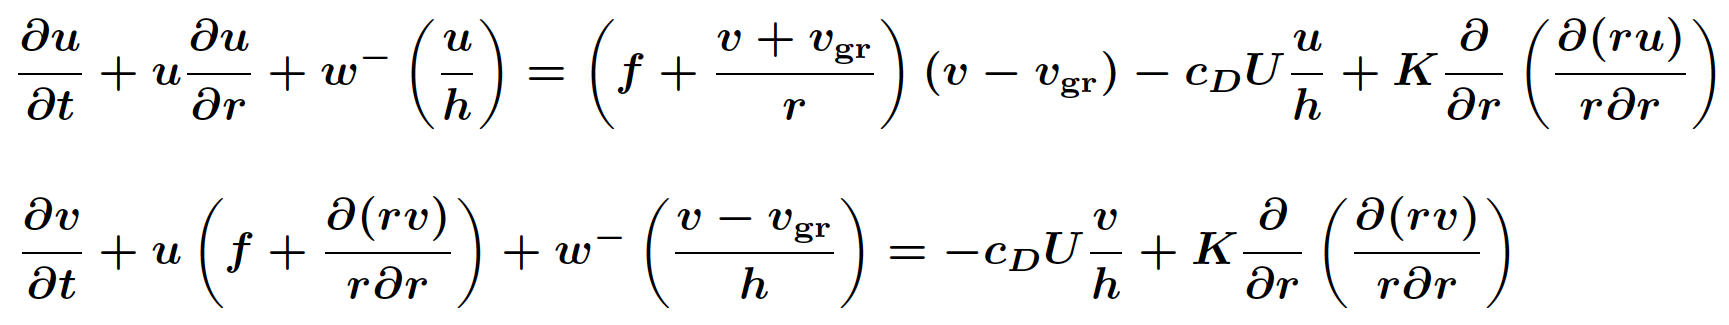 ∂u/∂t + u ∂u/∂r + w⁻ (u/h) = (f + (v + v_gr)/r) (v − v_gr) − c_D U u/h + K ∂/∂r (∂(ru)/(r∂r))
∂v/∂t + u (f + ∂(rv)/(r∂r)) + w⁻ ((v − v_gr)/h) = −c_D U v/h + K ∂/∂r (∂(rv)/(r∂r))